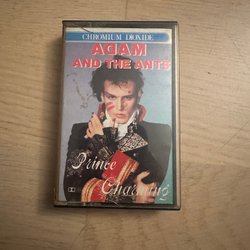 CHROMIUM DIOXIDE
ADAM
AND THE ANTS
Prince
Charming